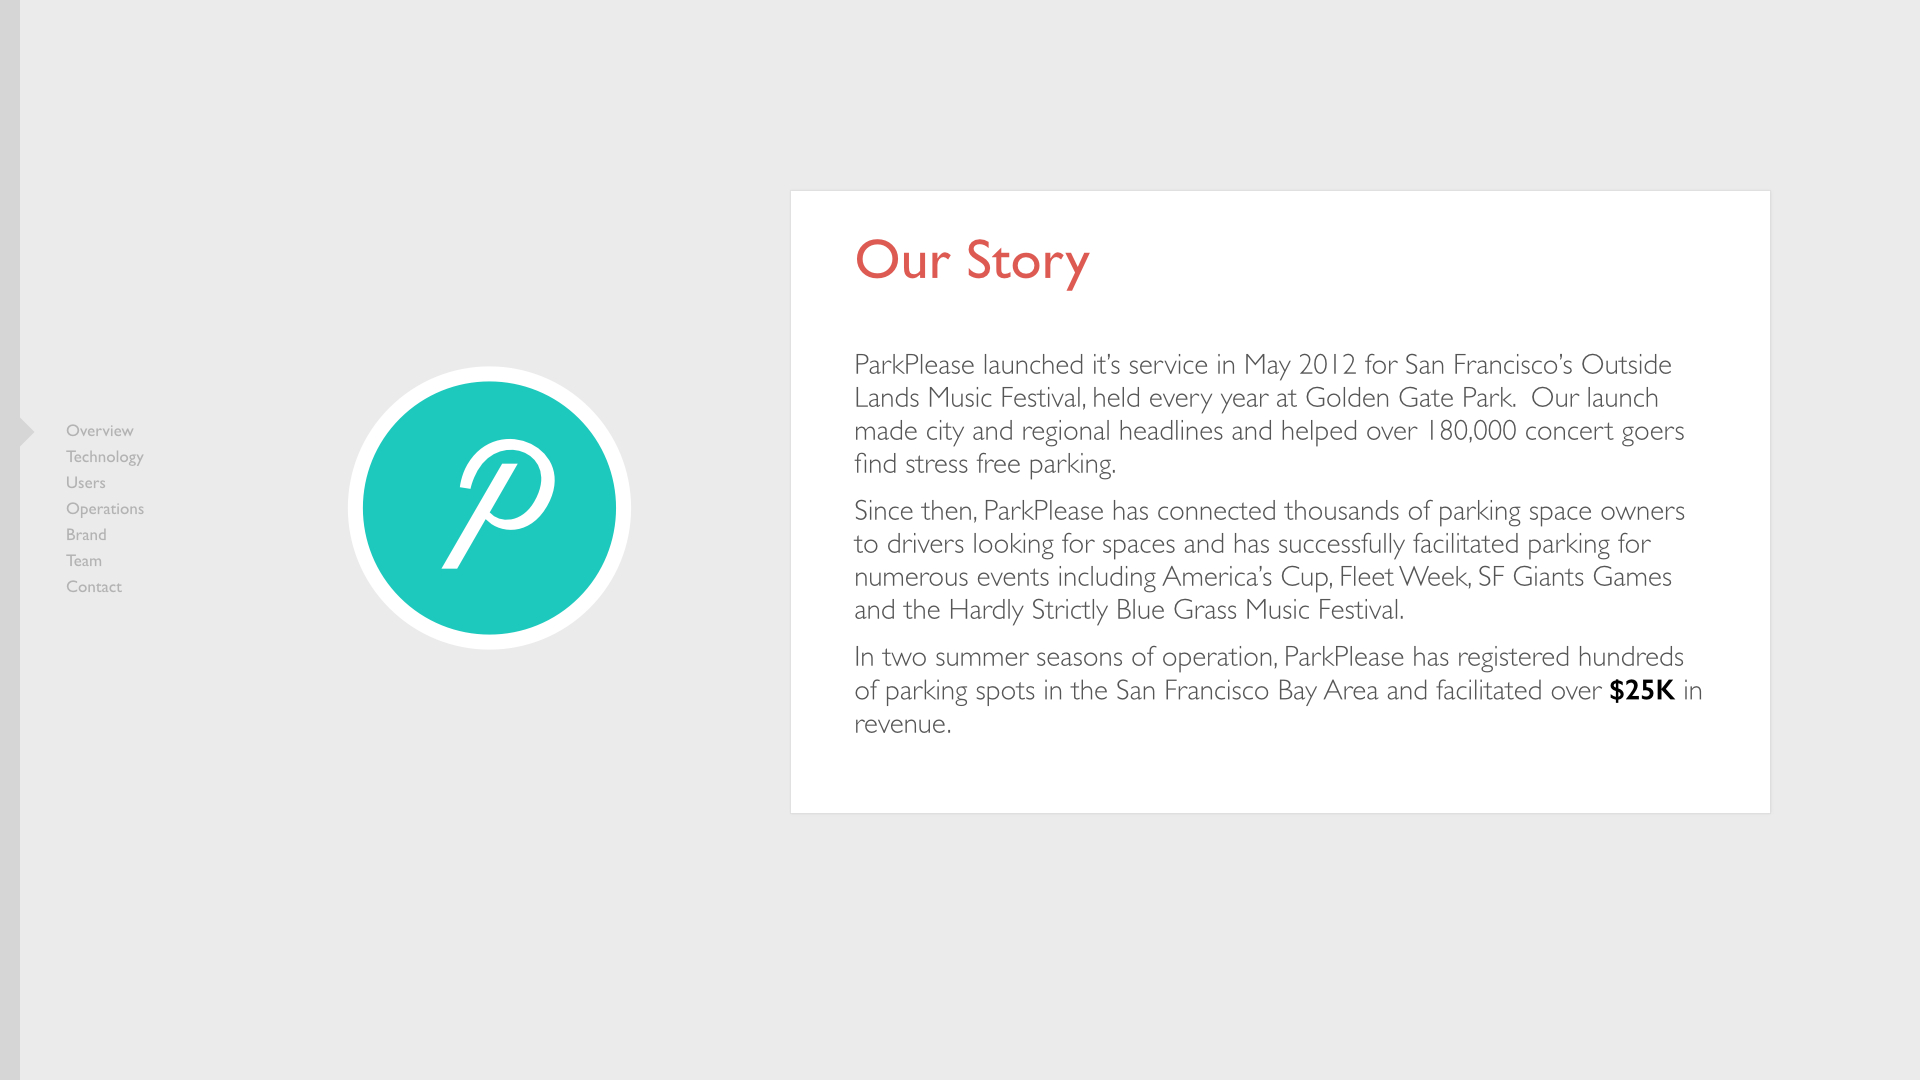 Overview
Technology
Users
Operations
Brand
Team
Contact
P
Our Story
ParkPlease launched it’s service in May 2012 for San Francisco’s Outside
Lands Music Festival, held every year at Golden Gate Park.  Our launch
made city and regional headlines and helped over 180,000 concert goers
find stress free parking.
Since then, ParkPlease has connected thousands of parking space owners
to drivers looking for spaces and has successfully facilitated parking for
numerous events including America’s Cup, Fleet Week, SF Giants Games
and the Hardly Strictly Blue Grass Music Festival.
In two summer seasons of operation, ParkPlease has registered hundreds
of parking spots in the San Francisco Bay Area and facilitated over $25K in
revenue.